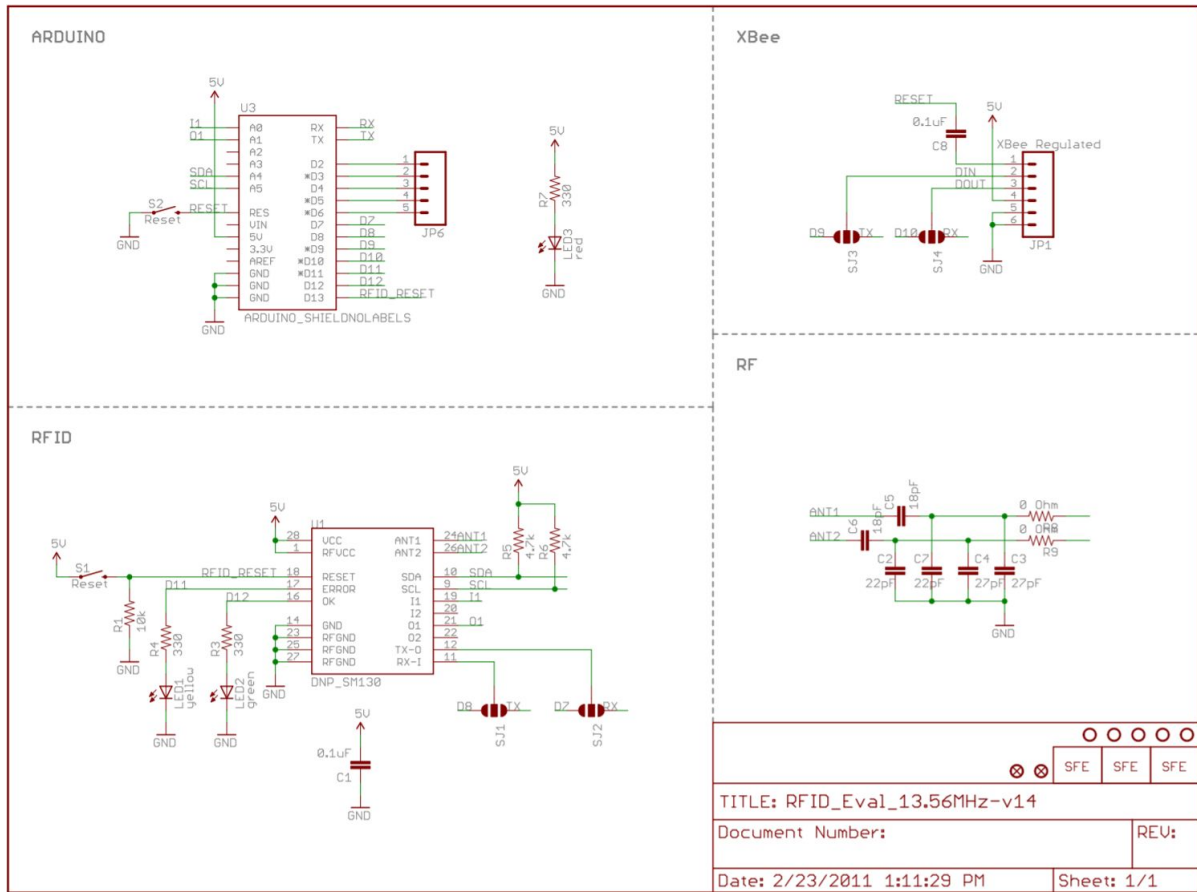 ARDUINO
5V
U3
I1 A0 RX RX
O1 A1 TX TX
A2
A3 D2 1
SDA A4 *D3 2
SCL A5 D4 3
*D5 4
S2 RESET RES *D6 5
Reset VIN D7 D7 JP6
GND 5V D8 D8
3.3V *D9 D9
AREF *D10 D10
GND *D11 D11
GND D12 D12
GND D13 RFID_RESET
GND
ARDUINO_SHIELDNOLABELS
5V
R7
330
LED3
red
GND
XBee
RESET
5V
0.1uF
C8
XBee Regulated
1
DIN 2
DOUT 3
4
5
6
JP1
D9 TX
SJ3
D10 RX
SJ4
GND
RFID
5V
S1
Reset
R1
10k
GND
5V
U1
28 VCC ANT1 24 ANT1
1 RFVCC ANT2 26 ANT2
RFID_RESET 18 RESET SDA 10 SDA
D11 17 ERROR SCL 9 SCL
D12 16 OK I1 19 I1
I2 20
14 GND O1 21 O1
23 RFGND O2 22
25 RFGND TX-O 12
27 RFGND RX-I 11
GND
DNP_SM130
R4
330
LED1
yellow
GND
R3
330
LED2
green
GND
5V
R5
4.7k
R6
4.7k
D8 TX
SJ1
D7 RX
SJ2
5V
0.1uF
C1
GND
RF
ANT1
C5
18pF
0 Ohm
R8
ANT2
C6
18pF
0 Ohm
R9
C2 C7 C4 C3
22pF 22pF 27pF 27pF
GND
SFE SFE SFE
TITLE: RFID_Eval_13.56MHz-v14
Document Number:
REV:
Date: 2/23/2011 1:11:29 PM
Sheet: 1/1